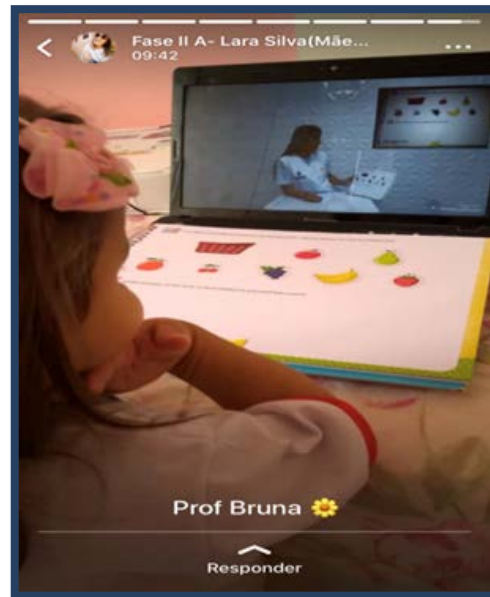 Fase II A- Lara Silva(Mãe...
09:42
Prof Bruna 🌼
Responder